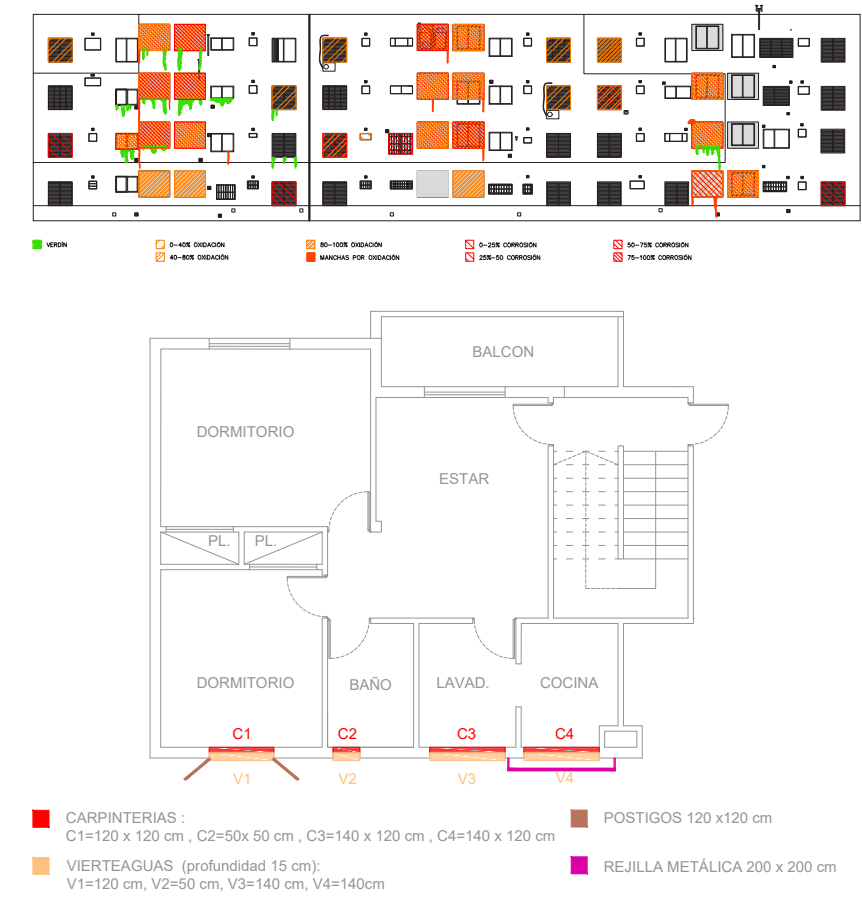 VERDÍN
0-40% OXIDACIÓN
40-80% OXIDACIÓN
80-100% OXIDACIÓN
MANCHAS POR OXIDACIÓN
0-25% CORROSIÓN
25%-50 CORROSIÓN
50-75% CORROSIÓN
75-100% CORROSIÓN
BALCON
DORMITORIO
ESTAR
PL. PL.
DORMITORIO BAÑO LAVAD. COCINA
C1 C2 C3 C4
V1 V2 V3 V4
CARPINTERIAS :
C1=120 x 120 cm , C2=50x 50 cm , C3=140 x 120 cm , C4=140 x 120 cm
POSTIGOS 120 x120 cm
VIERTEAGUAS (profundidad 15 cm):
V1=120 cm, V2=50 cm, V3=140 cm, V4=140cm
REJILLA METÁLICA 200 x 200 cm